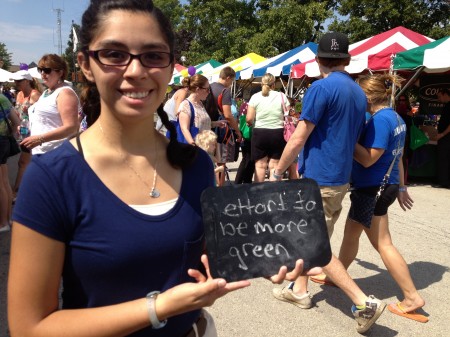 effort to
be more
green